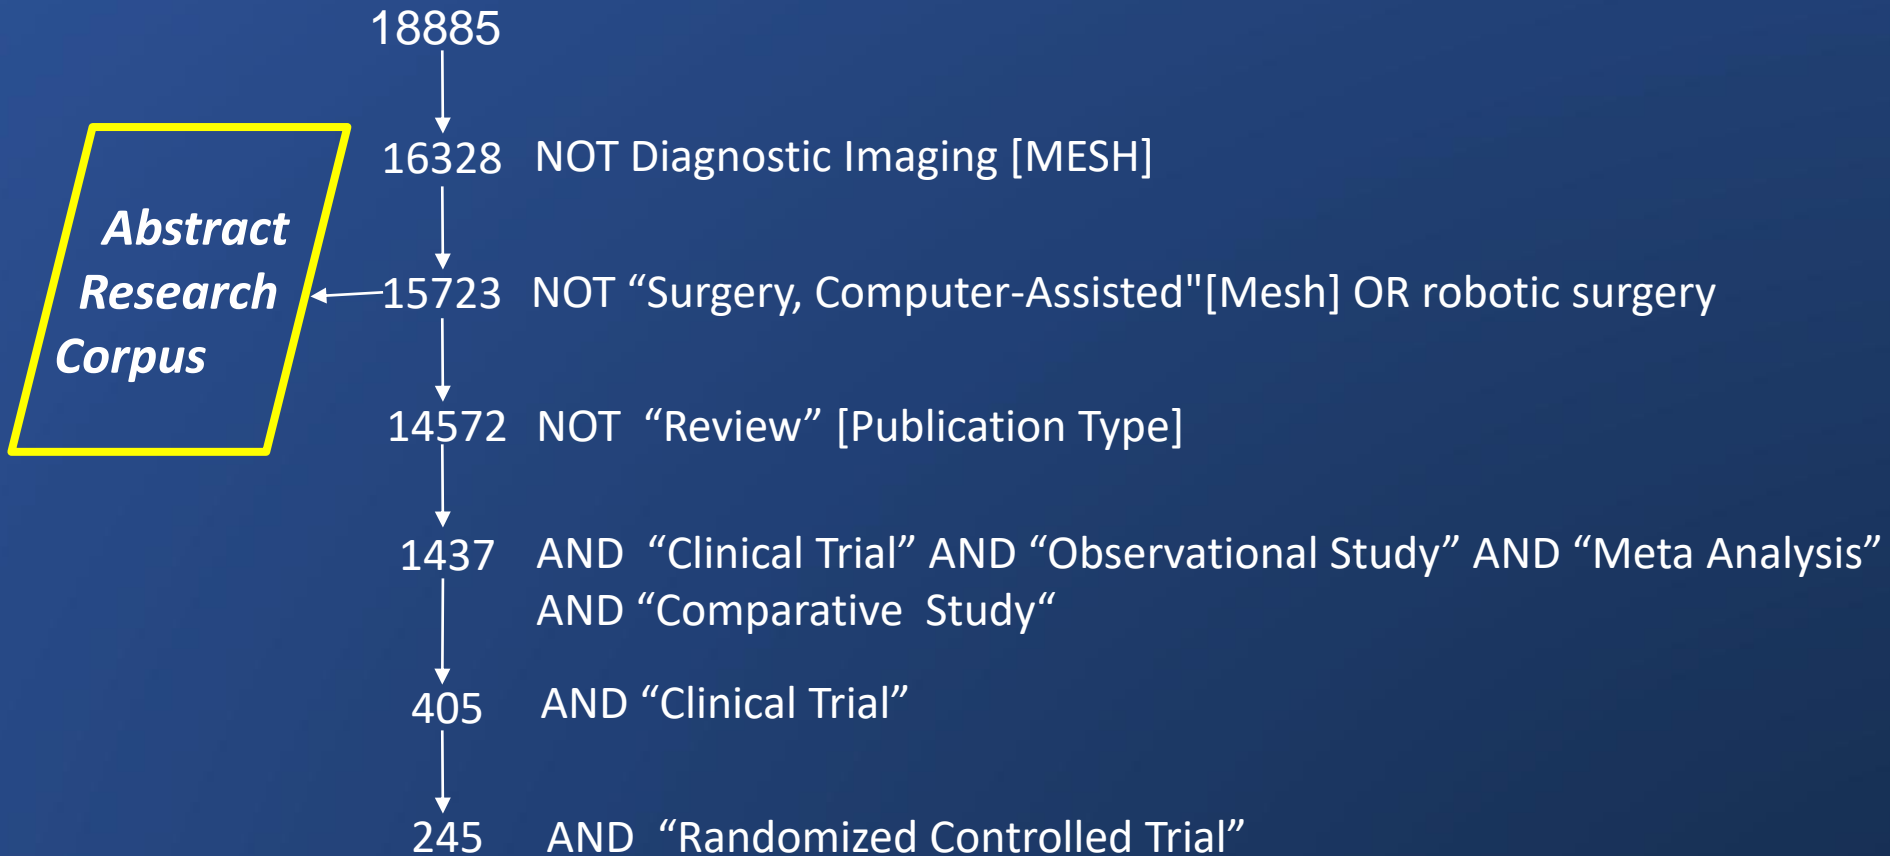 18885
16328 NOT Diagnostic Imaging [MESH]
Abstract
Research
Corpus
15723 NOT “Surgery, Computer-Assisted"[Mesh] OR robotic surgery
14572 NOT “Review” [Publication Type]
1437 AND “Clinical Trial” AND “Observational Study” AND “Meta Analysis”
AND “Comparative Study“
405 AND “Clinical Trial”
245 AND “Randomized Controlled Trial”